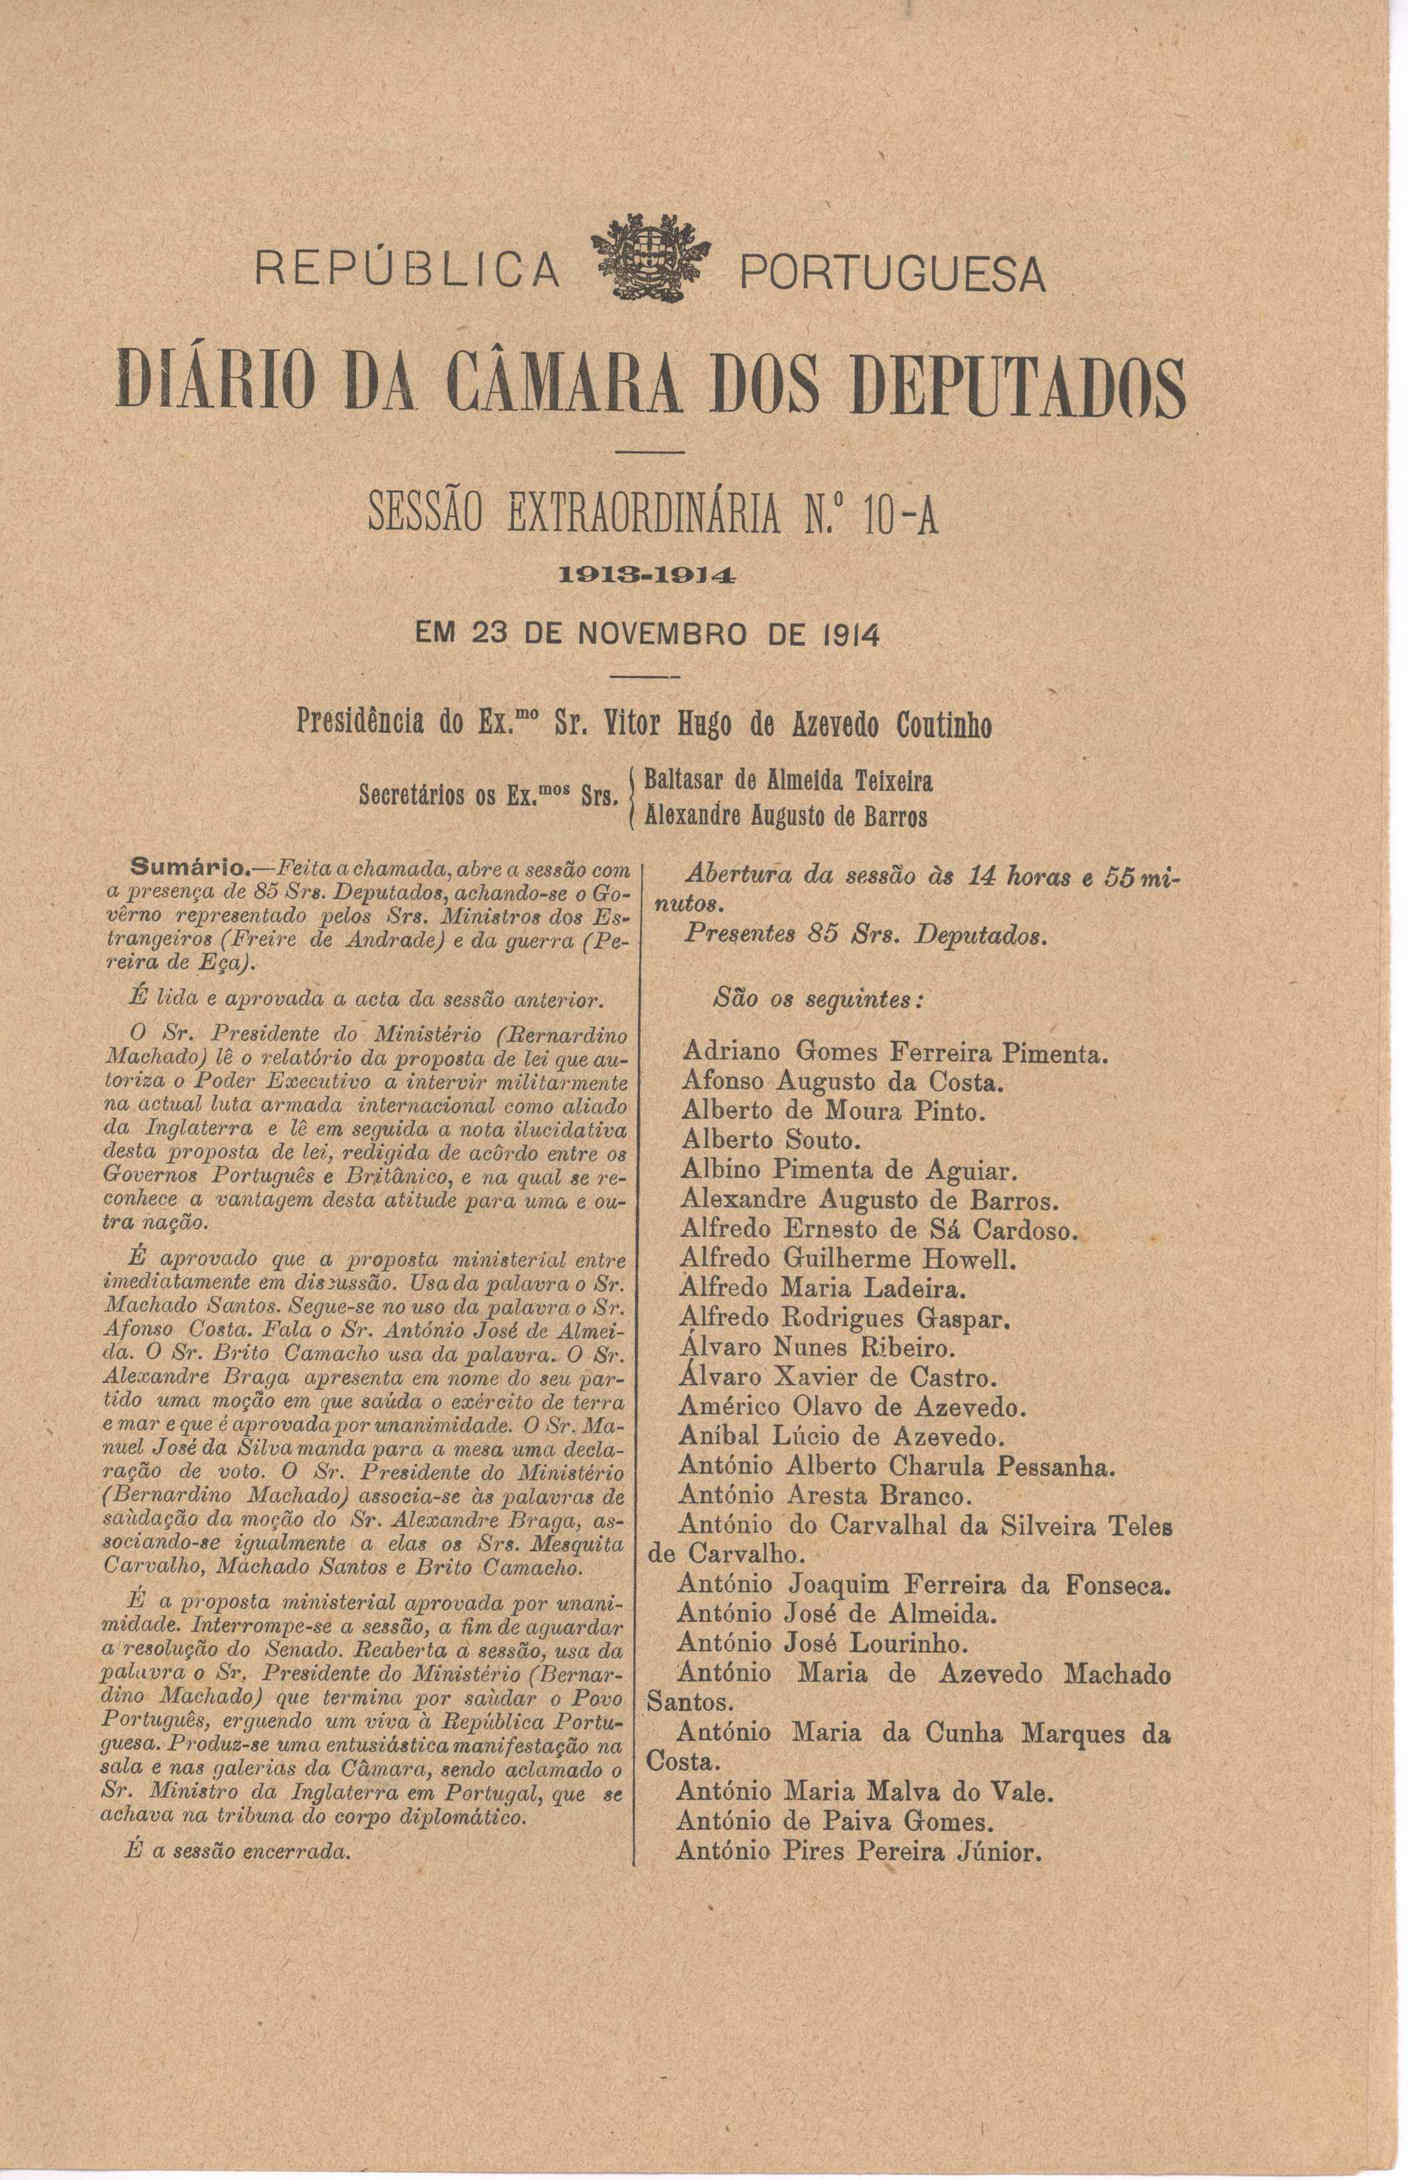 REPÚBLICA PORTUGUESA
DIÁRIO DA CÂMARA DOS DEPUTADOS
SESSÃO EXTRAORDINÁRIA N.º 10-A
1913-1914
EM 23 DE NOVEMBRO DE 1914
Presidência do Ex.mo Sr. Vitor Hugo de Azevedo Coutinho
Secretários os Ex.mos Srs.
Baltasar de Almeida Teixeira
Alexandre Augusto de Barros
Sumário.—Feita a chamada, abre a sessão com
a presença de 85 Srs. Deputados, achando-se o Go-
vêrno representado pelos Srs. Ministros dos Es-
trangeiros (Freire de Andrade) e da guerra (Pe-
reira de Eça).
É lida e aprovada a acta da sessão anterior.
O Sr. Presidente do Ministério (Bernardino
Machado) lê o relatório da proposta de lei que au-
toriza o Poder Executivo a intervir militarmente
na actual luta armada internacional como aliado
da Inglaterra e lê em seguida a nota ilucidativa
desta proposta de lei, redigida de acôrdo entre os
Governos Português e Britânico, e na qual se re-
conhece a vantagem desta atitude para uma e ou-
tra nação.
É aprovado que a proposta ministerial entre
imediatamente em discussão. Usa da palavra o Sr.
Machado Santos. Segue-se no uso da palavra o Sr.
Afonso Costa. Fala o Sr. António José de Almei-
da. O Sr. Brito Camacho usa da palavra. O Sr.
Alexandre Braga apresenta em nome do seu par-
tido uma moção em que saúda o exército de terra
e mar e que é aprovada por unanimidade. O Sr. Ma-
nuel José da Silva manda para a mesa uma decla-
ração de voto. O Sr. Presidente do Ministério
(Bernardino Machado) associa-se às palavras de
saùdação da moção do Sr. Alexandre Braga, as-
sociando-se igualmente a elas os Srs. Mesquita
Carvalho, Machado Santos e Brito Camacho.
É a proposta ministerial aprovada por unani-
midade. Interrompe-se a sessão, a fim de aguardar
a resolução do Senado. Reaberta a sessão, usa da
palavra o Sr. Presidente do Ministério (Bernar-
dino Machado) que termina por saùdar o Povo
Português, erguendo um viva à República Portu-
guesa. Produz-se uma entusiástica manifestação na
sala e nas galerias da Câmara, sendo aclamado o
Sr. Ministro da Inglaterra em Portugal, que se
achava na tribuna do corpo diplomático.
É a sessão encerrada.
Abertura da sessão às 14 horas e 55 mi-
nutos.
Presentes 85 Srs. Deputados.
São os seguintes:
Adriano Gomes Ferreira Pimenta.
Afonso Augusto da Costa.
Alberto de Moura Pinto.
Alberto Souto.
Albino Pimenta de Aguiar.
Alexandre Augusto de Barros.
Alfredo Ernesto de Sá Cardoso.
Alfredo Guilherme Howell.
Alfredo Maria Ladeira.
Alfredo Rodrigues Gaspar.
Álvaro Nunes Ribeiro.
Álvaro Xavier de Castro.
Américo Olavo de Azevedo.
Aníbal Lúcio de Azevedo.
António Alberto Charula Pessanha.
António Aresta Branco.
António do Carvalhal da Silveira Teles
de Carvalho.
António Joaquim Ferreira da Fonseca.
António José de Almeida.
António José Lourinho.
António Maria de Azevedo Machado
Santos.
António Maria da Cunha Marques da
Costa.
António Maria Malva do Vale.
António de Paiva Gomes.
António Pires Pereira Júnior.